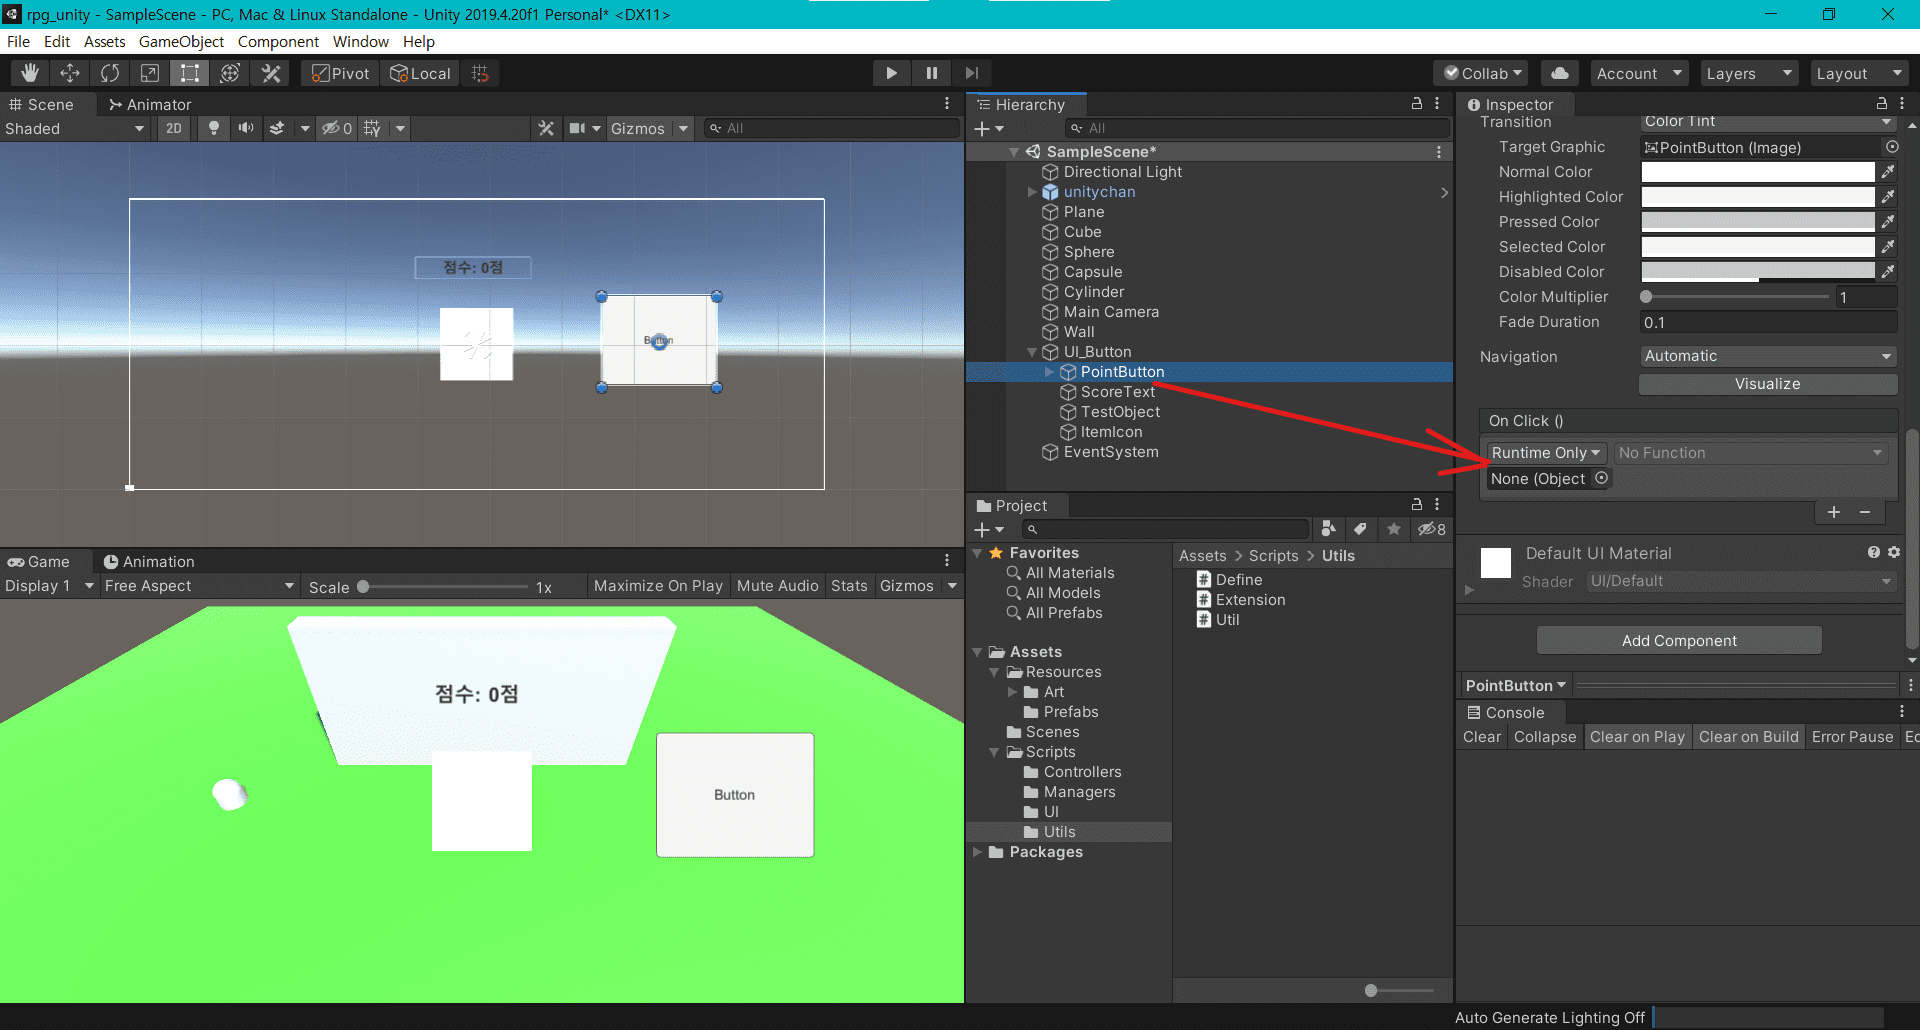 rpg_unity - SampleScene - PC, Mac & Linux Standalone - Unity 2019.4.20f1 Personal* <DX11>
File Edit Assets GameObject Component Window Help
Pivot Local Collab Account Layers Layout
Scene Animator
Shaded 2D 0 Gizmos All
점수: 0점
Button
Game Animation
Display 1 Free Aspect Scale 1x Maximize On Play Mute Audio Stats Gizmos
점수: 0점
Button
Hierarchy
All
SampleScene*
Directional Light
unitychan
Plane
Cube
Sphere
Capsule
Cylinder
Main Camera
Wall
UI_Button
PointButton
ScoreText
TestObject
ItemIcon
EventSystem
Project
8
Favorites
All Materials
All Models
All Prefabs
Assets
Resources
Art
Prefabs
Scenes
Scripts
Controllers
Managers
UI
Utils
Packages
Assets > Scripts > Utils
Define
Extension
Util
Inspector
Transition Color Tint
Target Graphic PointButton (Image)
Normal Color
Highlighted Color
Pressed Color
Selected Color
Disabled Color
Color Multiplier 1
Fade Duration 0.1
Navigation Automatic
Visualize
On Click ()
Runtime Only No Function
None (Object
Default UI Material
Shader UI/Default
Add Component
PointButton
Console
Clear Collapse Clear on Play Clear on Build Error Pause Ed
Auto Generate Lighting Off